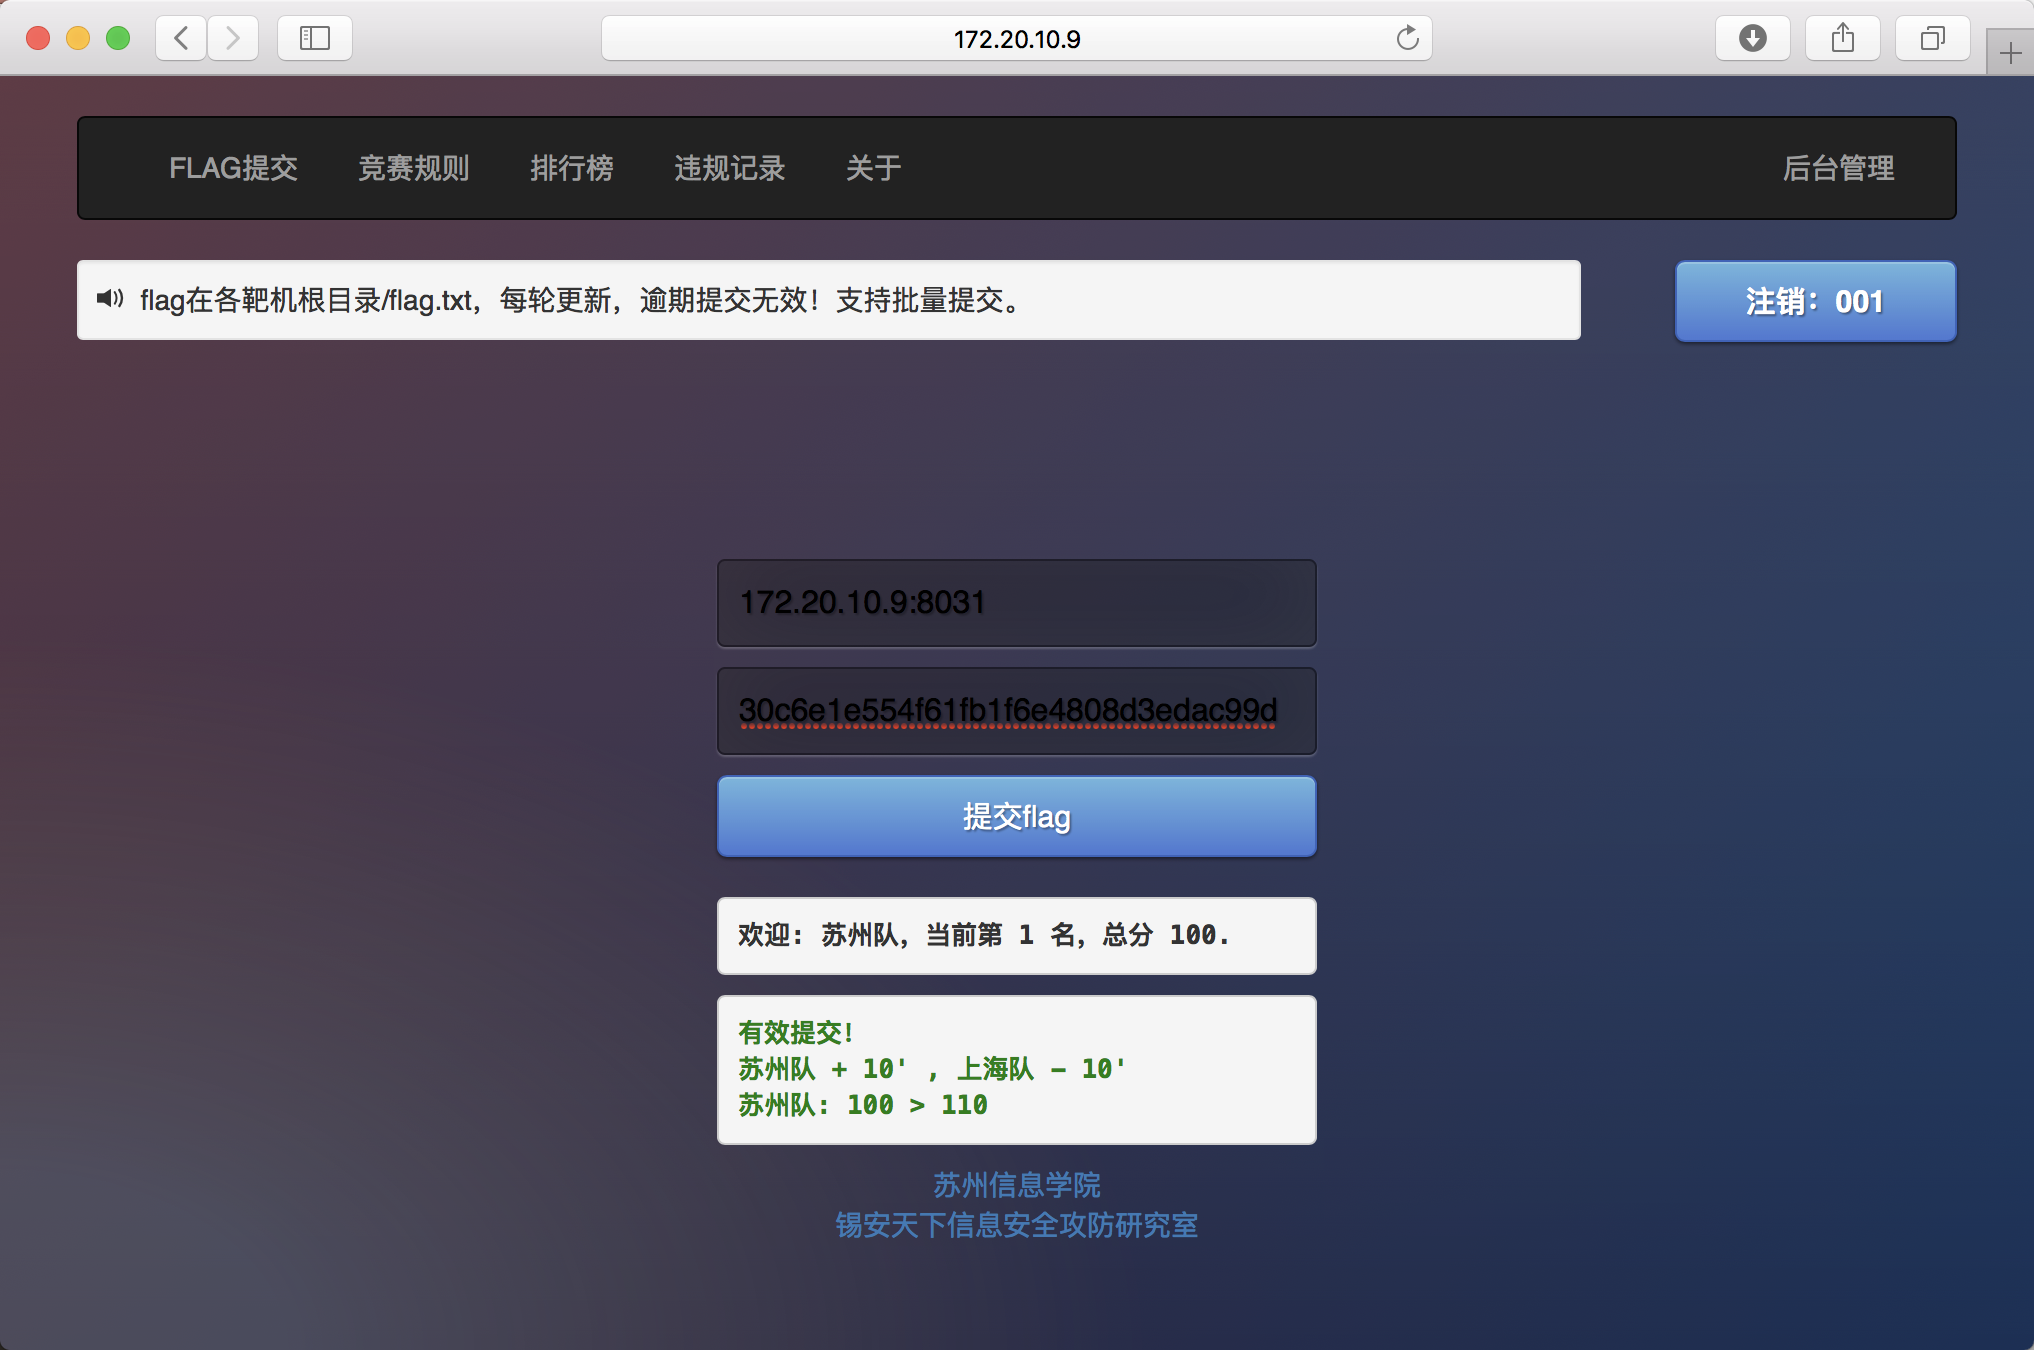 172.20.10.9
FLAG提交 竞赛规则 排行榜 违规记录 关于 后台管理
flag在各靶机根目录/flag.txt，每轮更新，逾期提交无效！支持批量提交。
注销：001
172.20.10.9:8031
30c6e1e554f61fb1f6e4808d3edac99d
提交flag
欢迎: 苏州队, 当前第 1 名, 总分 100.
有效提交!
苏州队 + 10' , 上海队 - 10'
苏州队: 100 > 110
苏州信息学院
锡安天下信息安全攻防研究室